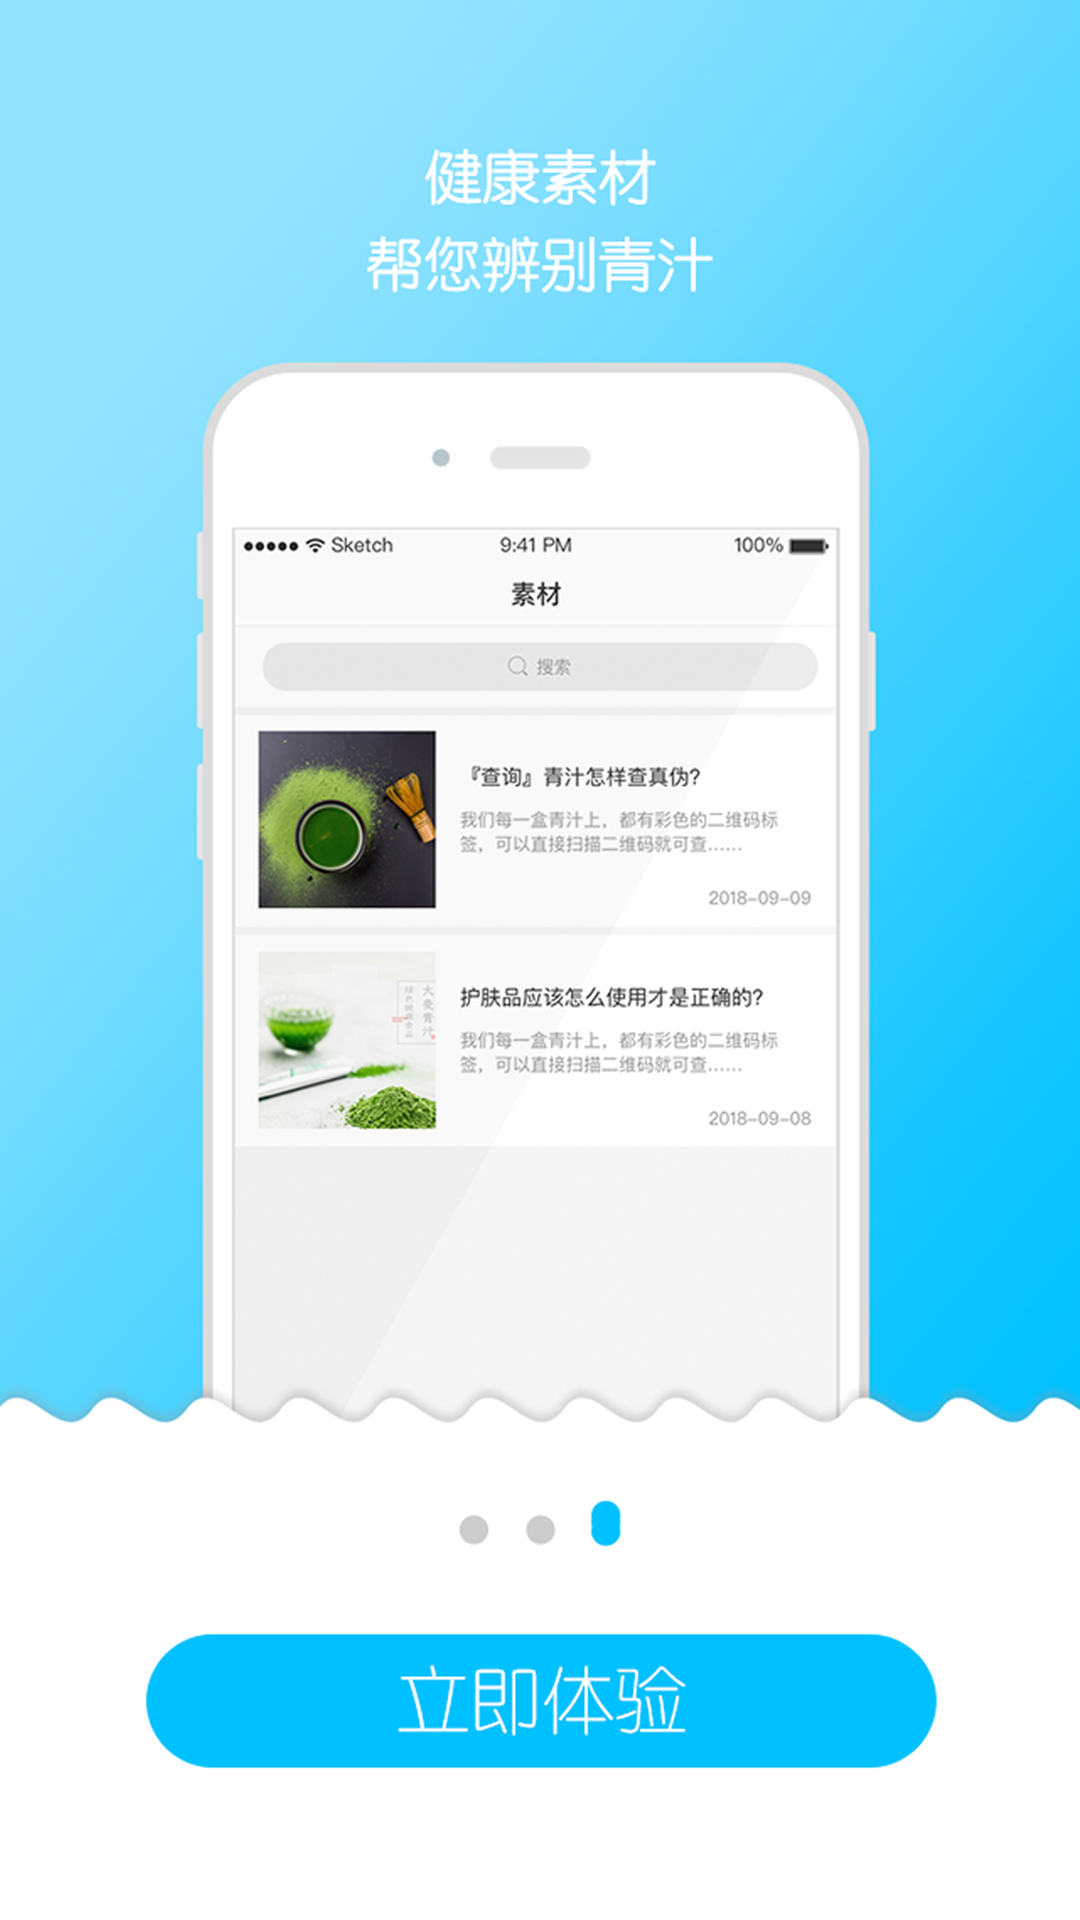 健康素材
帮您辨别青汁
Sketch 9:41 PM 100%
素材
搜索
『查询』青汁怎样查真伪?
我们每一盒青汁上，都有彩色的二维码标
签，可以直接扫描二维码就可查……
2018-09-09
大麦青汁
绿色健康食品
护肤品应该怎么使用才是正确的?
我们每一盒青汁上，都有彩色的二维码标
签，可以直接扫描二维码就可查……
2018-09-08
立即体验